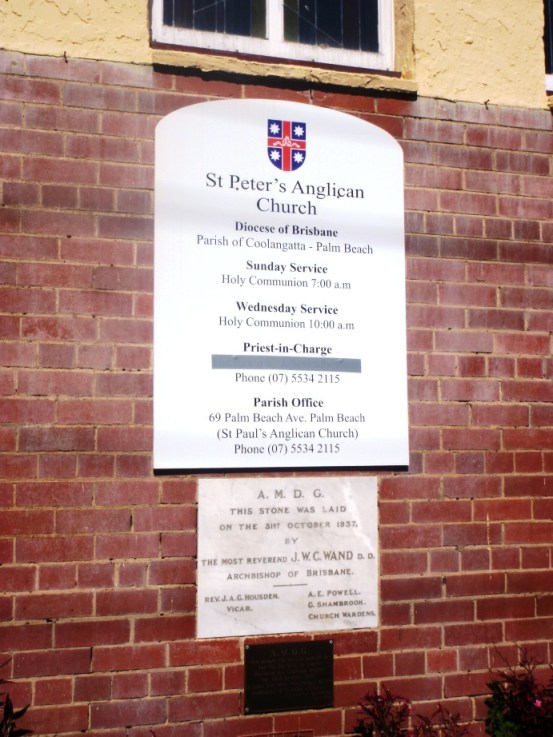 St Peter's Anglican
Church
Diocese of Brisbane
Parish of Coolangatta - Palm Beach
Sunday Service
Holy Communion 7:00 a.m
Wednesday Service
Holy Communion 10:00 a.m
Priest-in-Charge
Phone (07) 5534 2115
Parish Office
69 Palm Beach Ave. Palm Beach
(St Paul's Anglican Church)
Phone (07) 5534 2115
A. M. D. G.
THIS STONE WAS LAID
ON THE 31ST OCTOBER 1937,
BY
THE MOST REVEREND J.W.C. WAND D.D.
ARCHBISHOP OF BRISBANE.
REV. J.A.G. HOUSDEN.
VICAR.
A. E. POWELL.
G. SHAMBROOK.
CHURCH WARDENS.
A.M.D.G